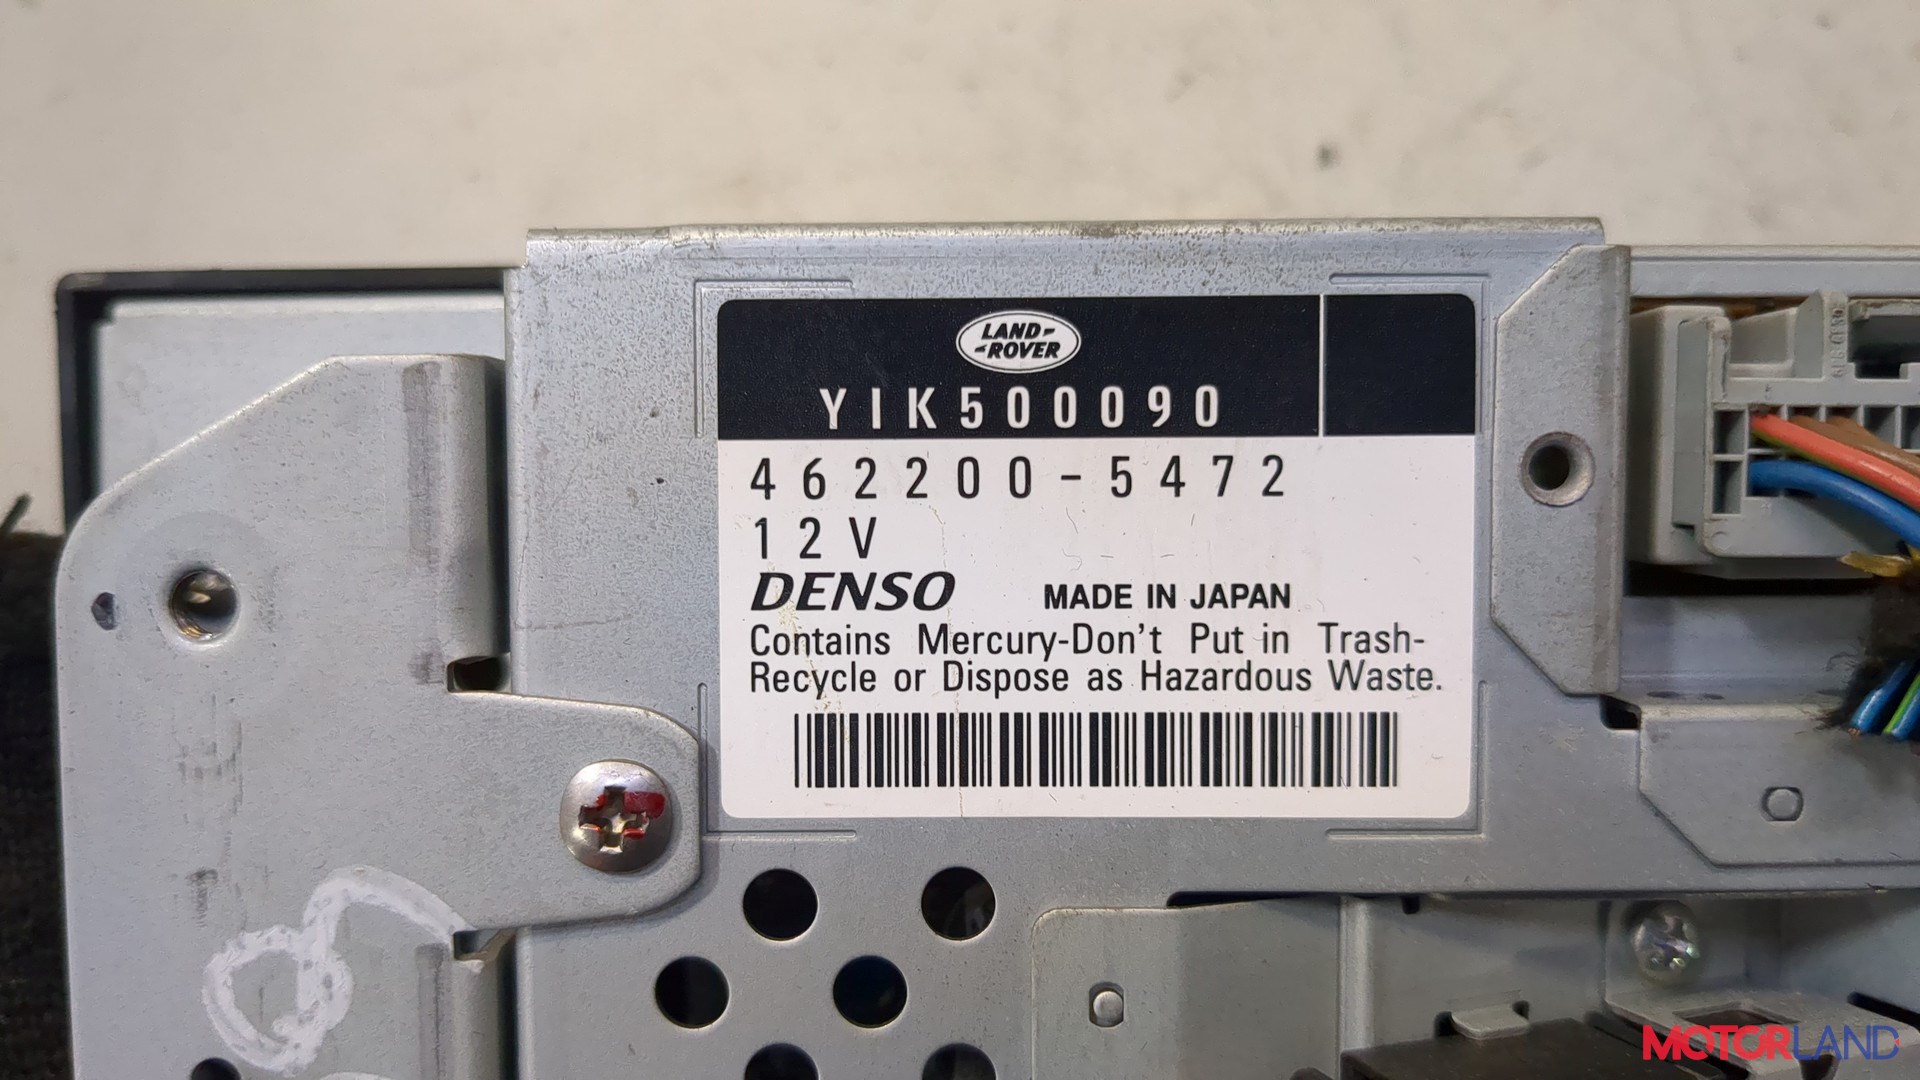 LAND-
-ROVER
YIK500090
462200-5472
12V
DENSO MADE IN JAPAN
Contains Mercury-Don't Put in Trash-
Recycle or Dispose as Hazardous Waste.
MOTORLAND